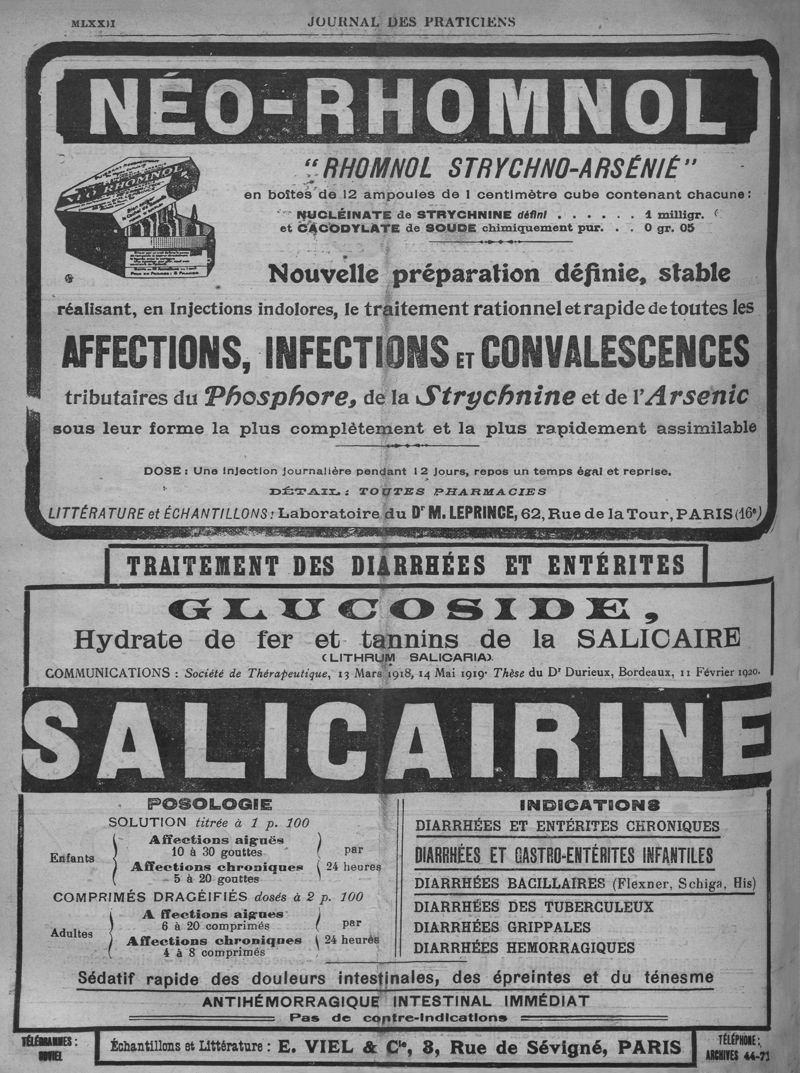 MLXXII
JOURNAL DES PRATICIENS
NÉO-RHOMNOL
NÉO-RHOMNOL
"RHOMNOL STRYCHNO-ARSÉNIÉ"
en boîtes de 12 ampoules de 1 centimètre cube contenant chacune:
NUCLÉINATE de STRYCHNINE défini . . . . . . 1 milligr.
et CACODYLATE de SOUDE chimiquement pur. . . 0 gr. 05
Nouvelle préparation définie, stable
réalisant, en Injections indolores, le traitement rationnel et rapide de toutes les
AFFECTIONS, INFECTIONS ET CONVALESCENCES
tributaires du Phosphore, de la Strychnine et de l'Arsenic
sous leur forme la plus complètement et la plus rapidement assimilable
DOSE : Une injection journalière pendant 12 jours, repos un temps égal et reprise.
DÉTAIL : TOUTES PHARMACIES
LITTÉRATURE et ÉCHANTILLONS: Laboratoire du Dr M. LEPRINCE, 62, Rue de la Tour, PARIS (16e)
TRAITEMENT DES DIARRHÉES ET ENTÉRITES
GLUCOSIDE,
Hydrate de fer et tannins de la SALICAIRE
(LITHRUM SALICARIA).
COMMUNICATIONS : Société de Thérapeutique, 13 Mars 1918, 14 Mai 1919. Thèse du Dr Durieux, Bordeaux, 11 Février 1920.
SALICAIRINE
POSOLOGIE
SOLUTION titrée à 1 p. 100
Enfants
Affections aiguës
10 à 30 gouttes
Affections chroniques
5 à 20 gouttes
par
24 heures
COMPRIMÉS DRAGÉIFIÉS dosés à 2 p. 100
Adultes
Affections aigues
6 à 20 comprimés
Affections chroniques
4 à 8 comprimés
par
24 heures
INDICATIONS
DIARRHÉES ET ENTÉRITES CHRONIQUES
DIARRHÉES ET GASTRO-ENTÉRITES INFANTILES
DIARRHÉES BACILLAIRES (Flexner, Schiga, His)
DIARRHÉES DES TUBERCULEUX
DIARRHÉES GRIPPALES
DIARRHÉES HEMORRAGIQUES
Sédatif rapide des douleurs intestinales, des épreintes et du ténesme
ANTIHÉMORRAGIQUE INTESTINAL IMMÉDIAT
Pas de contre-indications
TÉLÉGRAMMES :
ROVIEL
Échantillons et Littérature : E. VIEL & Cie, 3, Rue de Sévigné, PARIS
TÉLÉPHONE :
ARCHIVES 44-71